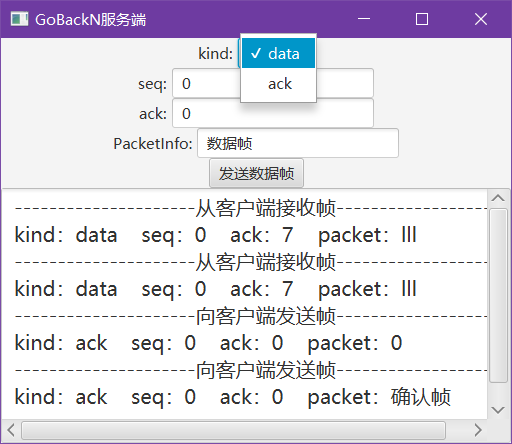 GoBackN服务端
kind: ✓ data
ack
seq: 0
ack: 0
PacketInfo: 数据帧
发送数据帧
--------------------从客户端接收帧-----------------
kind: data  seq: 0  ack: 7  packet: lll
--------------------从客户端接收帧-----------------
kind: data  seq: 0  ack: 7  packet: lll
--------------------向客户端发送帧-----------------
kind: ack  seq: 0  ack: 0  packet: 0
--------------------向客户端发送帧-----------------
kind: ack  seq: 0  ack: 0  packet: 确认帧